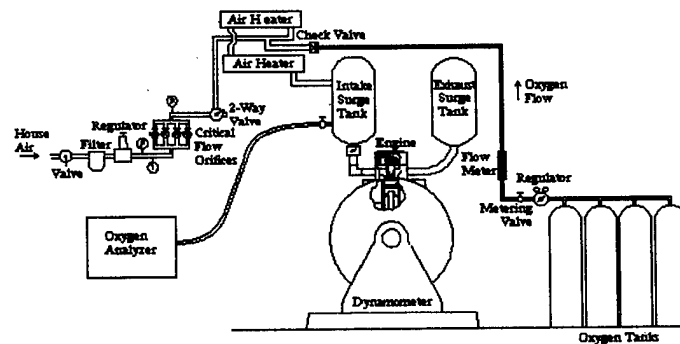 Air Heater
Check Valve
Air Heater
Intake
Surge
Tank
Exhaust
Surge
Tank
Oxygen
Flow
2-Way
Valve
House
Air
Regulator
Filter
Valve
Critical
Flow
Orifices
Engine
Flow
Meter
Regulator
Metering
Valve
Oxygen
Analyzer
Dynamometer
Oxygen Tanks